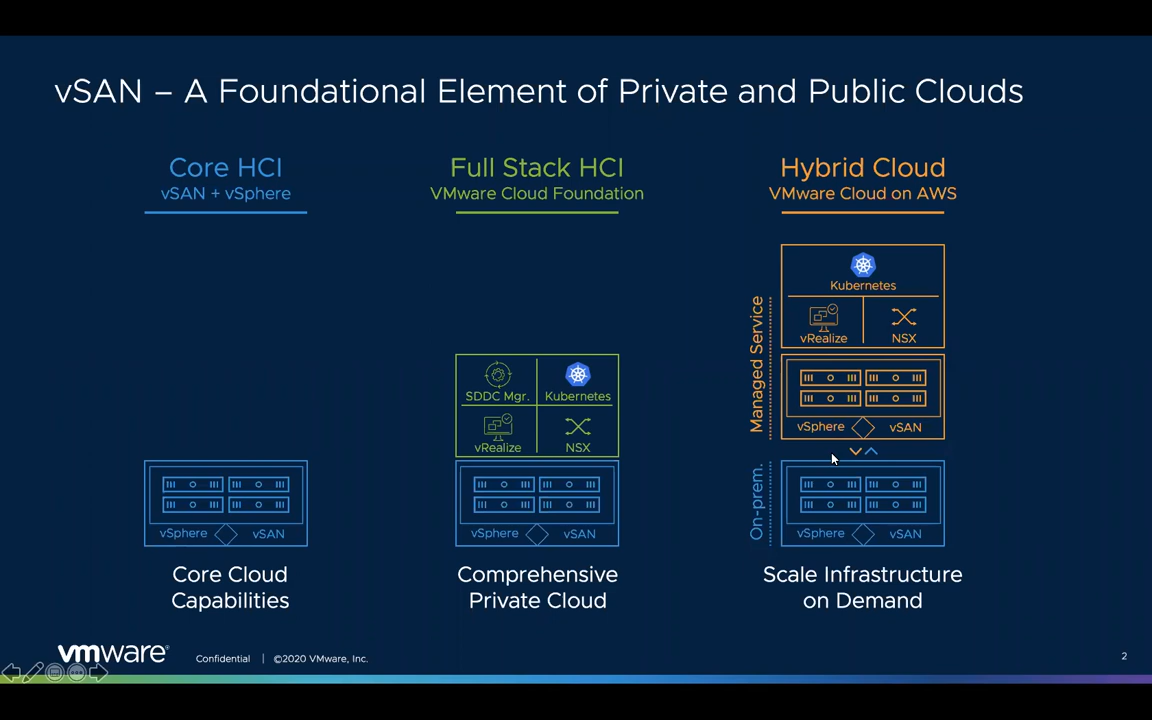 vSAN – A Foundational Element of Private and Public Clouds
Core HCI
vSAN + vSphere
Full Stack HCI
VMware Cloud Foundation
Hybrid Cloud
VMware Cloud on AWS
Kubernetes
vRealize
NSX
Managed Service
vSphere
vSAN
SDDC Mgr.
Kubernetes
vRealize
NSX
On-prem.
vSphere
vSAN
vSphere
vSAN
vSphere
vSAN
Core Cloud
Capabilities
Comprehensive
Private Cloud
Scale Infrastructure
on Demand
vmware®
Confidential | ©2020 VMware, Inc.
2